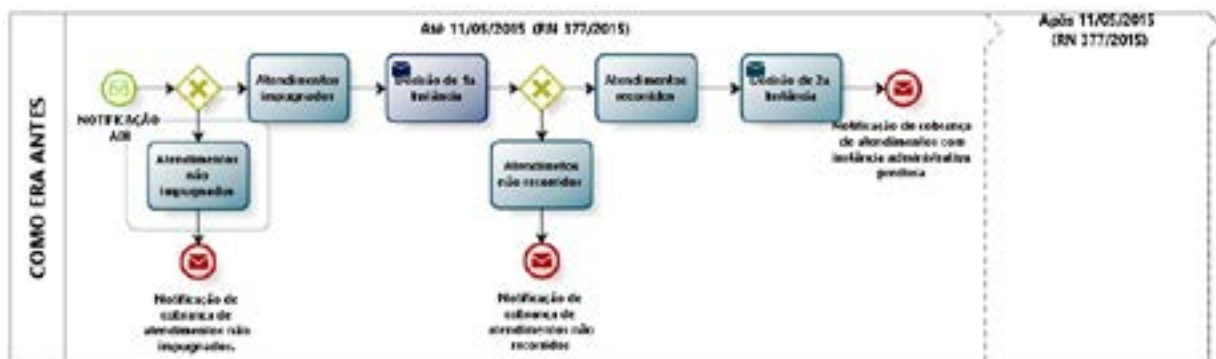 Até 11/05/2015 (RN 377/2015)
Após 11/05/2015
(RN 377/2015)
COMO ERA ANTES
NOTIFICAÇÃO
Atendimentos
impugnados
Decisão de 1a
Instância
Atendimentos
recorridos
Decisão de 2a
Instância
Atendimentos
não
impugnados
Atendimetos
não recorridos
Notificação de cobrança
de atendimentos com
instância administrativa
Notificação de
cobrança de
atendimentos não
impugnados.
Notificação de
cobrança de
atendimentos não
recorridos